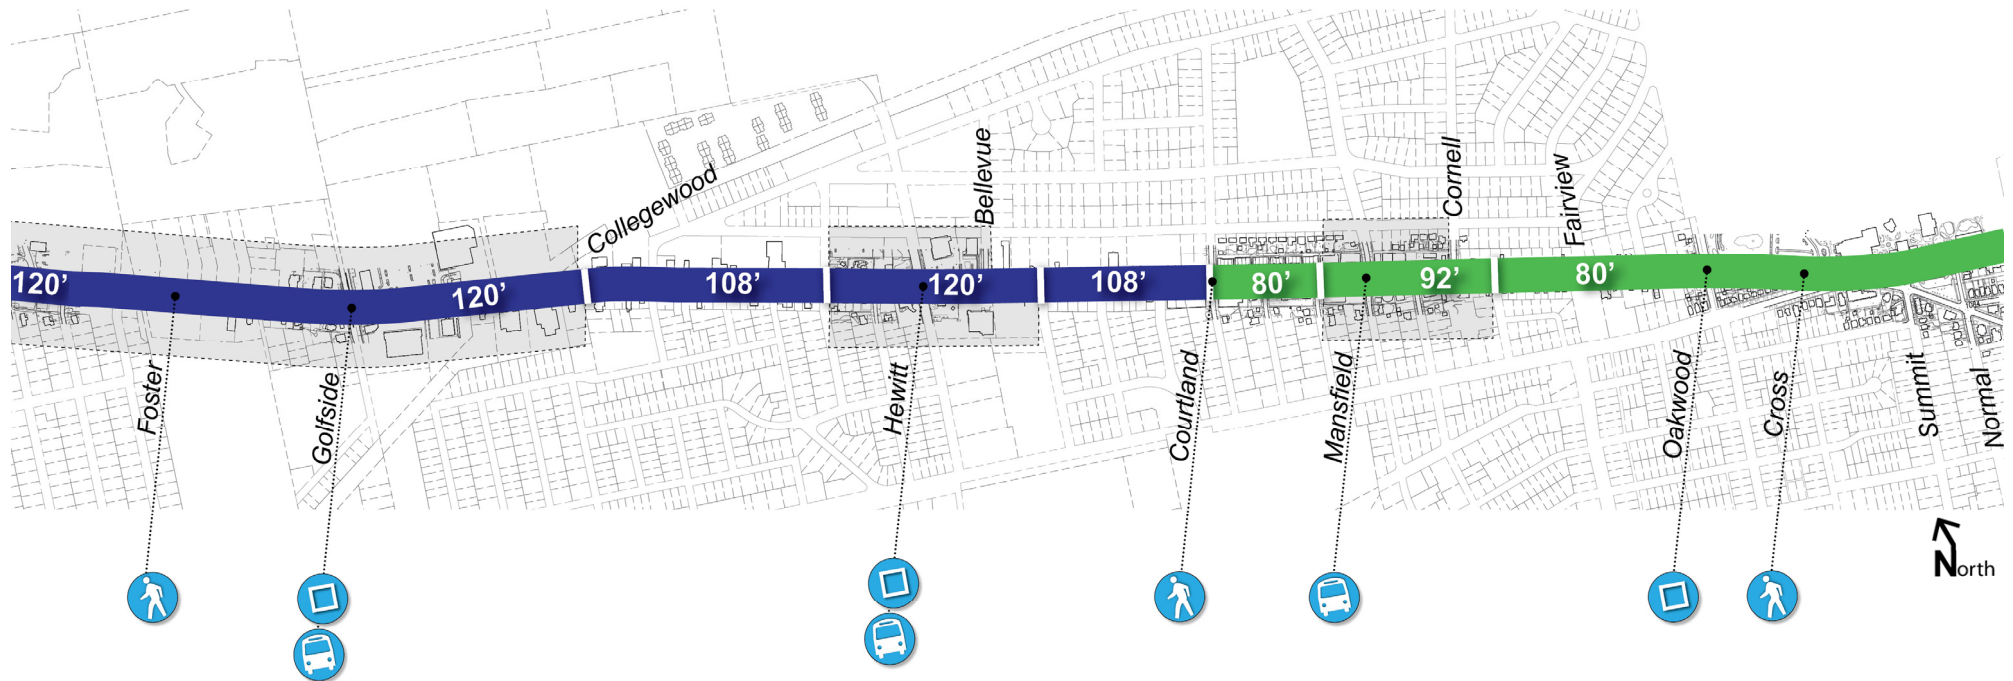 Collegewood
Bellevue
Cornell
Fairview
120’
120’
108’
120’
108’
80’
92’
80’
Foster
Golfside
Hewitt
Courtland
Mansfield
Oakwood
Cross
Summit
Normal
North